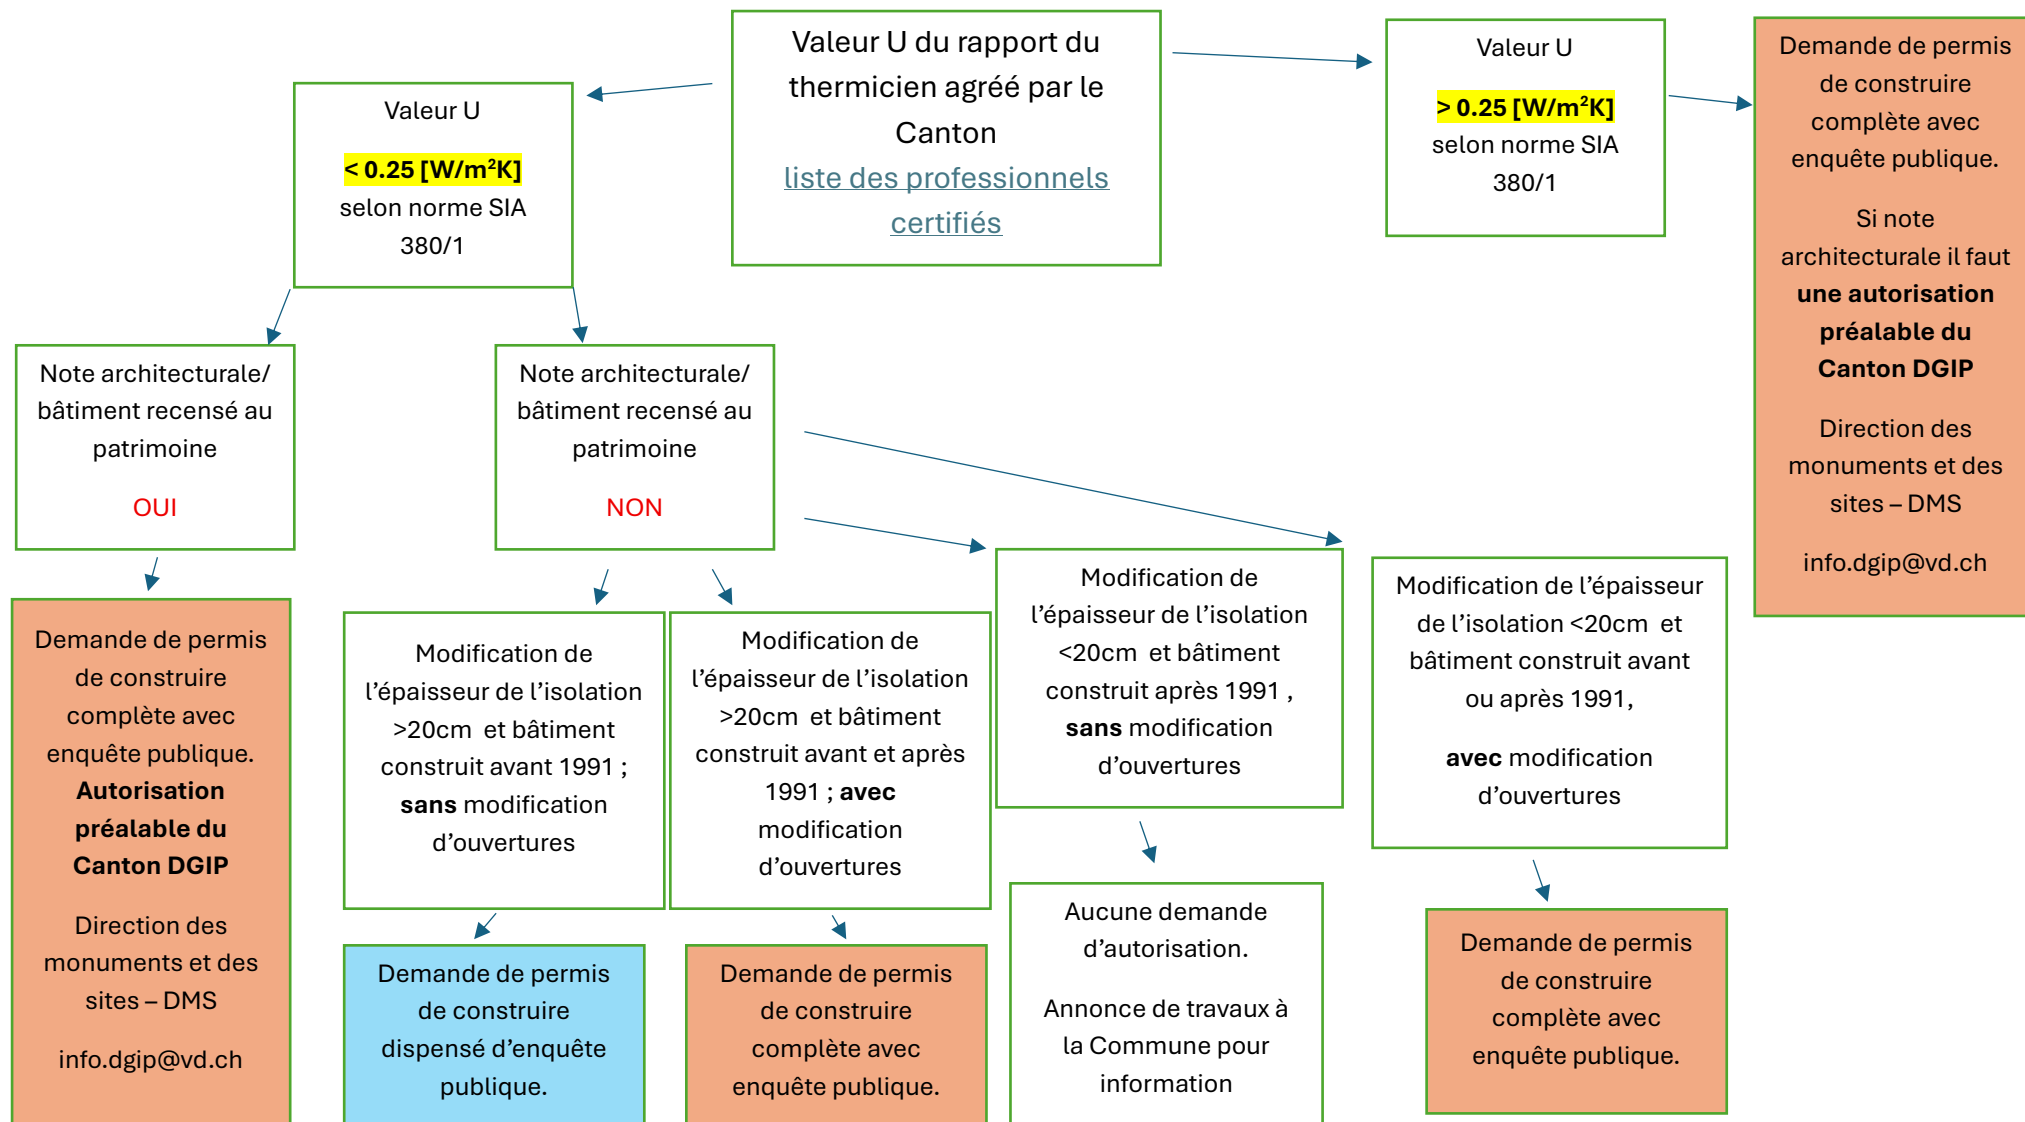 Valeur U du rapport du
thermicien agréé par le
Canton
liste des professionnels
certifiés
Valeur U
< 0.25 [W/m²K]
selon norme SIA
380/1
Valeur U
> 0.25 [W/m²K]
selon norme SIA
380/1
Demande de permis
de construire
complète avec
enquête publique.
Si note
architecturale il faut
une autorisation
préalable du
Canton DGIP
Direction des
monuments et des
sites – DMS
info.dgip@vd.ch
Note architecturale/
bâtiment recensé au
patrimoine
OUI
Note architecturale/
bâtiment recensé au
patrimoine
NON
Demande de permis
de construire
complète avec
enquête publique.
Autorisation
préalable du
Canton DGIP
Direction des
monuments et des
sites – DMS
info.dgip@vd.ch
Modification de
l’épaisseur de l’isolation
>20cm  et bâtiment
construit avant 1991 ;
sans modification
d’ouvertures
Modification de
l’épaisseur de l’isolation
>20cm  et bâtiment
construit avant et après
1991 ; avec
modification
d’ouvertures
Modification de
l’épaisseur de l’isolation
<20cm  et bâtiment
construit après 1991 ,
sans modification
d’ouvertures
Modification de l’épaisseur
de l’isolation <20cm  et
bâtiment construit avant
ou après 1991,
avec modification
d’ouvertures
Demande de permis
de construire
dispensé d’enquête
publique.
Demande de permis
de construire
complète avec
enquête publique.
Aucune demande
d’autorisation.
Annonce de travaux à
la Commune pour
information
Demande de permis
de construire
complète avec
enquête publique.